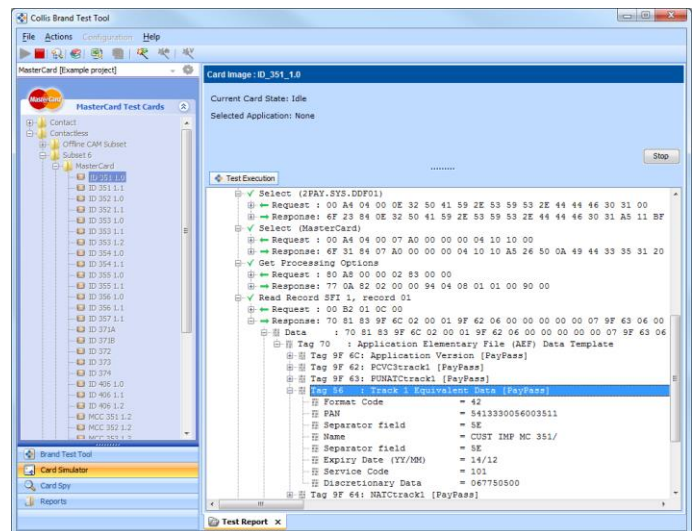 Collis Brand Test Tool
File Actions Configuration Help
MasterCard [Example project]
MasterCard
MasterCard Test Cards
Contact
Contactless
Offline CAM Subset
Subset 6
MasterCard
ID 351 1.0
ID 351 1.1
ID 352 1.0
ID 352 1.1
ID 353 1.0
ID 353 1.1
ID 353 1.2
ID 354 1.0
ID 354 1.1
ID 355 1.0
ID 355 1.1
ID 356 1.0
ID 356 1.1
ID 357 1.1
ID 371A
ID 371B
ID 372
ID 373
ID 374
ID 406 1.0
ID 406 1.1
ID 406 1.2
MCC 351 1.2
MCC 352 1.2
Brand Test Tool
Card Simulator
Card Spy
Reports
Card Image : ID_351_1.0
Current Card State: Idle
Selected Application: None
Stop
Test Execution
Select (2PAY.SYS.DDF01)
Request : 00 A4 04 00 0E 32 50 41 59 2E 53 59 53 2E 44 44 46 30 31 00
Response: 6F 23 84 0E 32 50 41 59 2E 53 59 53 2E 44 44 46 30 31 A5 11 BF
Select (MasterCard)
Request : 00 A4 04 00 07 A0 00 00 00 04 10 10 00
Response: 6F 31 84 07 A0 00 00 00 04 10 10 A5 26 50 0A 49 44 33 35 31 20
Get Processing Options
Request : 80 A8 00 00 02 83 00 00
Response: 77 0A 82 02 00 00 94 04 08 01 01 00 90 00
Read Record SFI 1, record 01
Request : 00 B2 01 0C 00
Response: 70 81 83 9F 6C 02 00 01 9F 62 06 00 00 00 00 00 07 9F 63 06 00
Data : 70 81 83 9F 6C 02 00 01 9F 62 06 00 00 00 00 00 07 9F 63 06
Tag 70 : Application Elementary File (AEF) Data Template
Tag 9F 6C: Application Version [PayPass]
Tag 9F 62: PCVC3track1 [PayPass]
Tag 9F 63: PUNATCtrack1 [PayPass]
Tag 56 : Track 1 Equivalent Data [PayPass]
Format Code = 42
PAN = 5413330056003511
Separator field = 5E
Name = CUST IMP MC 351/
Separator field = 5E
Expiry Date (YY/MM) = 14/12
Service Code = 101
Discretionary Data = 067750500
Tag 9F 64: NATCtrack1 [PayPass]
Test Report